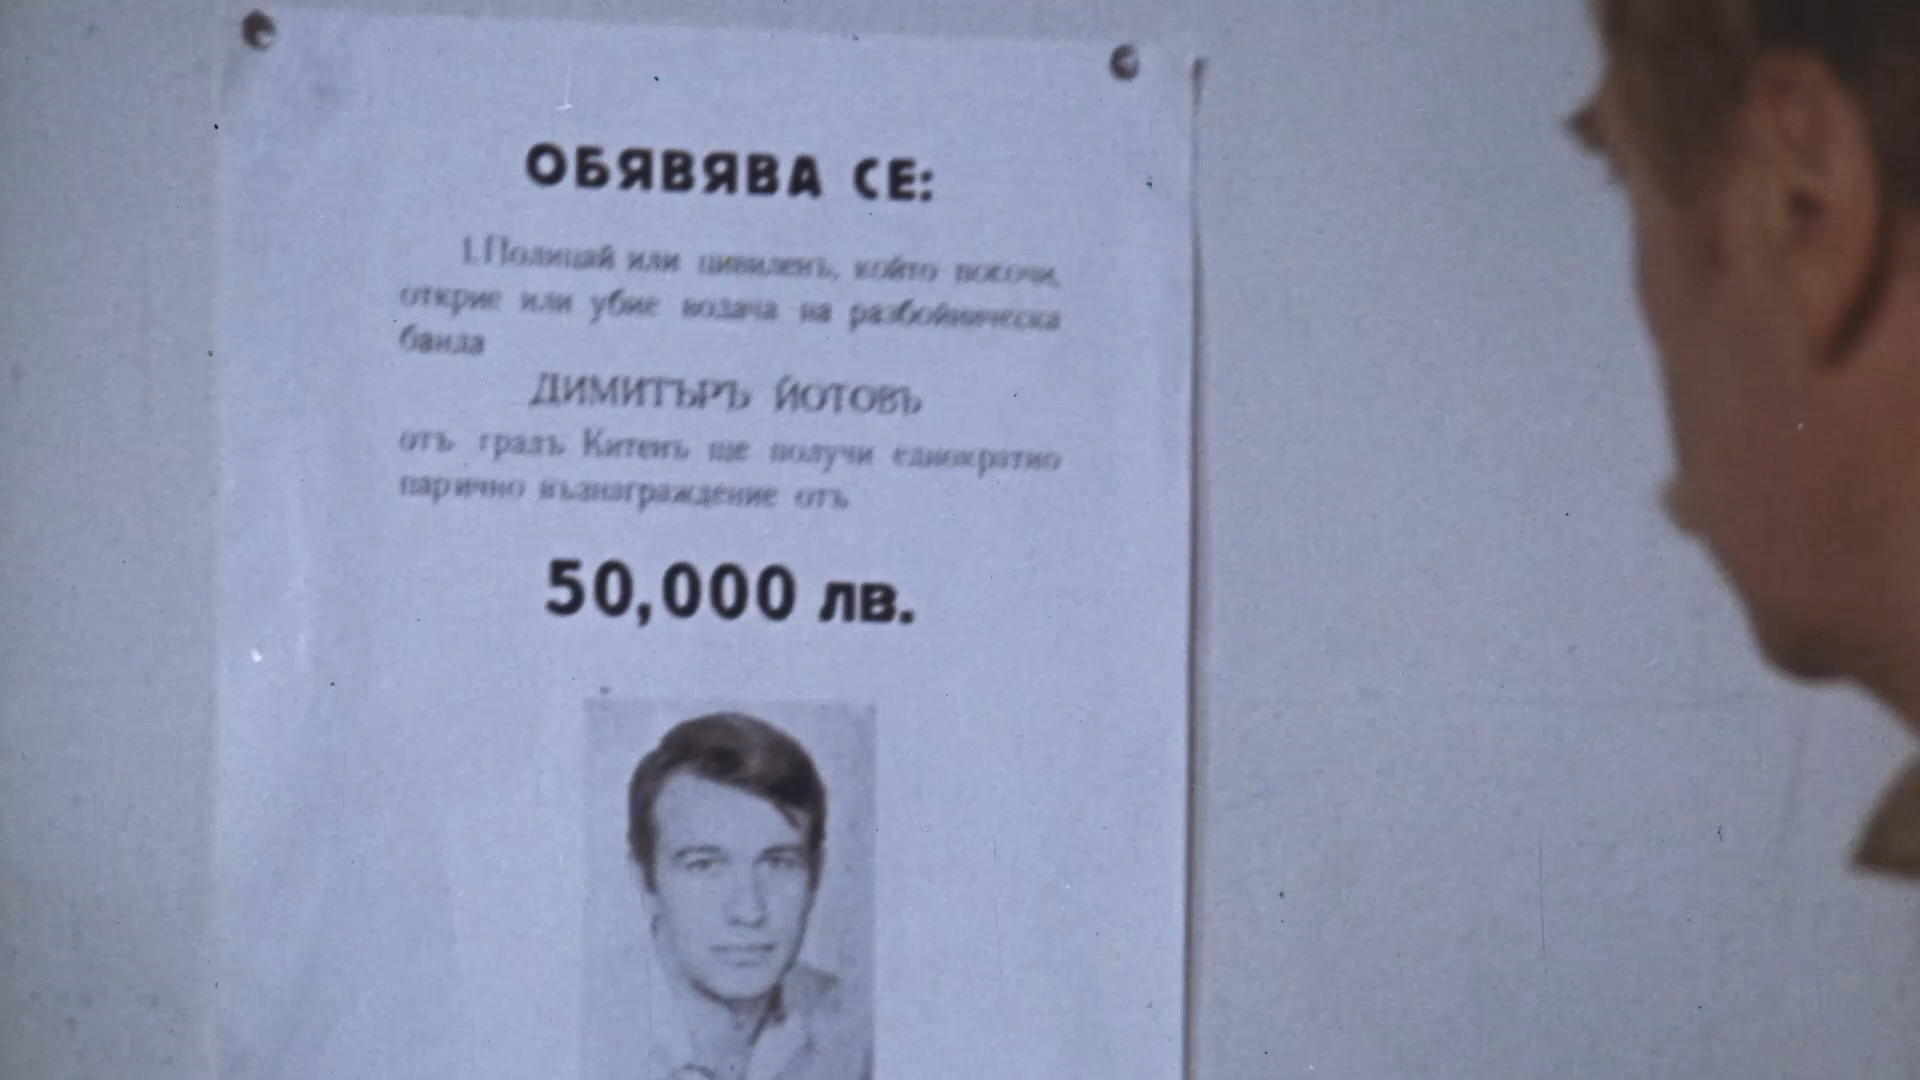 ОБЯВЯВА СЕ:
1. Полицай или цивиленъ, който посочи,
открие или убие водача на разбойническа
банда
ДИМИТЪРЪ ЙОТОВЪ
отъ градъ Китенъ ще получи еднократно
парично възнаграждение отъ
50,000 лв.